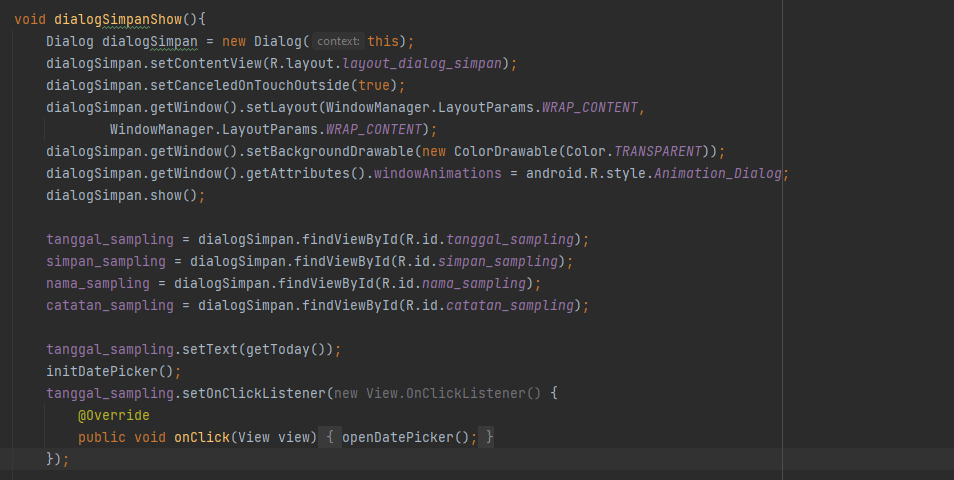 void dialogSimpanShow(){
Dialog dialogSimpan = new Dialog( context: this);
dialogSimpan.setContentView(R.layout.layout_dialog_simpan);
dialogSimpan.setCanceledOnTouchOutside(true);
dialogSimpan.getWindow().setLayout(WindowManager.LayoutParams.WRAP_CONTENT,
WindowManager.LayoutParams.WRAP_CONTENT);
dialogSimpan.getWindow().setBackgroundDrawable(new ColorDrawable(Color.TRANSPARENT));
dialogSimpan.getWindow().getAttributes().windowAnimations = android.R.style.Animation_Dialog;
dialogSimpan.show();
tanggal_sampling = dialogSimpan.findViewById(R.id.tanggal_sampling);
simpan_sampling = dialogSimpan.findViewById(R.id.simpan_sampling);
nama_sampling = dialogSimpan.findViewById(R.id.nama_sampling);
catatan_sampling = dialogSimpan.findViewById(R.id.catatan_sampling);
tanggal_sampling.setText(getToday());
initDatePicker();
tanggal_sampling.setOnClickListener(new View.OnClickListener() {
@Override
public void onClick(View view) { openDatePicker(); }
});